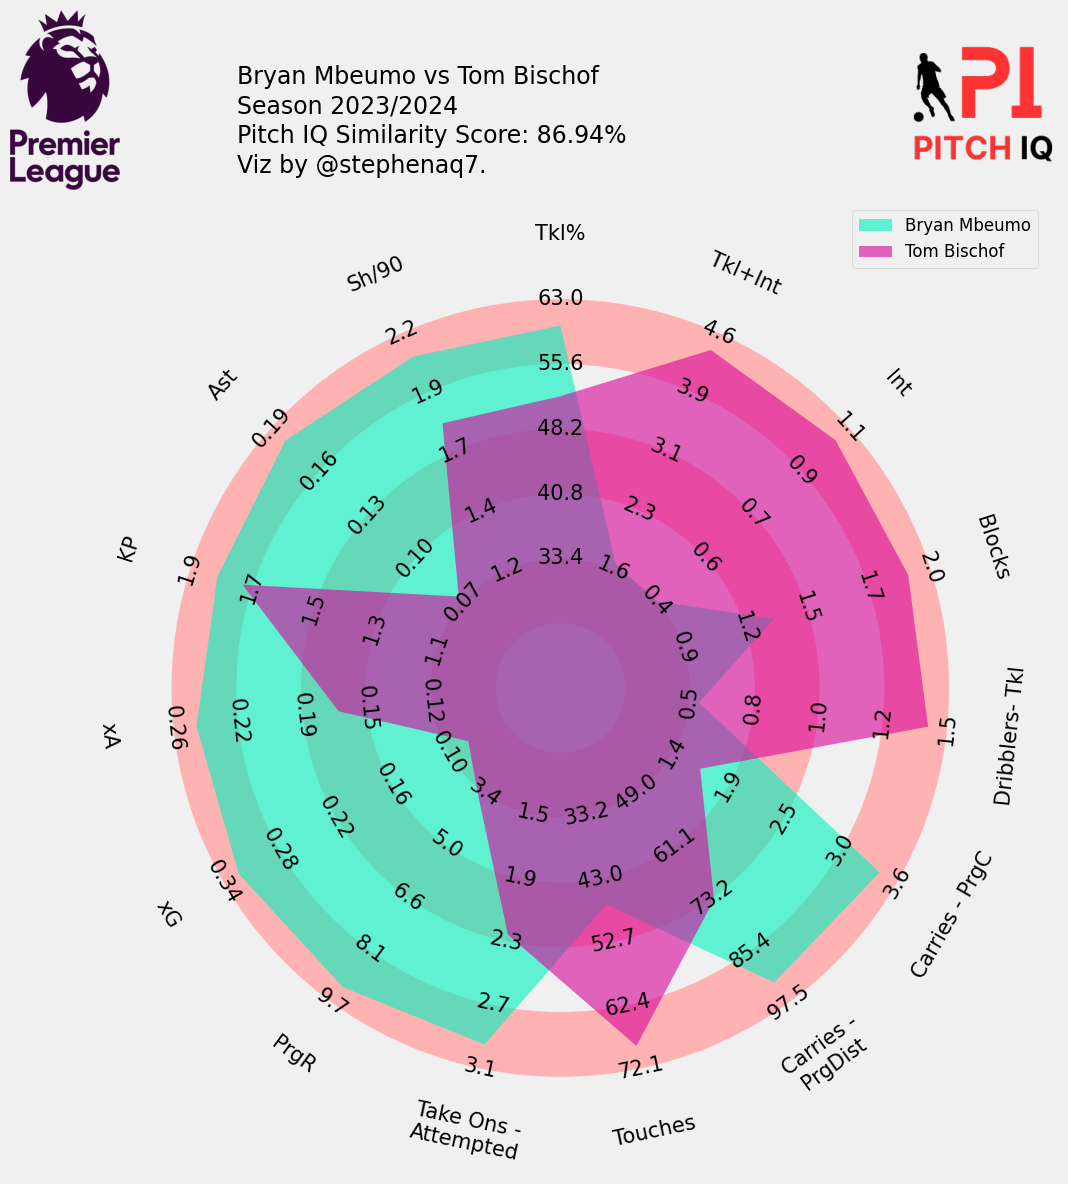 Premier
League
Bryan Mbeumo vs Tom Bischof
Season 2023/2024
Pitch IQ Similarity Score: 86.94%
Viz by @stephenaq7.
PI
PITCH IQ
Bryan Mbeumo
Tom Bischof
Tkl%
63.0
55.6
48.2
40.8
33.4
Tkl+Int
4.6
3.9
3.1
2.3
1.6
Int
1.1
0.9
0.7
0.6
0.4
Blocks
2.0
1.7
1.5
1.2
0.9
Dribblers- Tkl
1.5
1.2
1.0
0.8
0.5
Carries - PrgC
3.6
3.0
2.5
1.9
1.4
Carries -
PrgDist
97.5
85.4
73.2
61.1
49.0
Touches
72.1
62.4
52.7
43.0
33.2
Take Ons -
Attempted
3.1
2.7
2.3
1.9
1.5
PrgR
9.7
8.1
6.6
5.0
3.4
xG
0.34
0.28
0.22
0.16
0.10
xA
0.26
0.22
0.19
0.15
0.12
KP
1.9
1.7
1.5
1.3
1.1
Ast
0.19
0.16
0.13
0.10
0.07
Sh/90
2.2
1.9
1.7
1.4
1.2